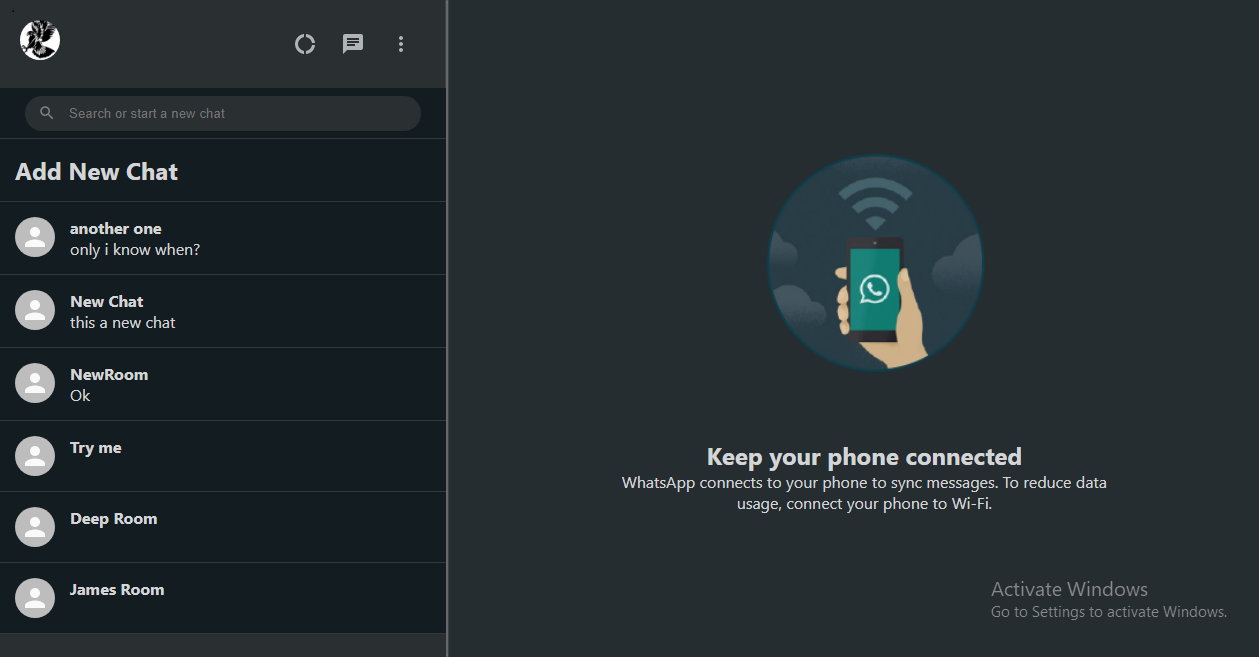 Search or start a new chat
Add New Chat
another one
only i know when?
New Chat
this a new chat
NewRoom
Ok
Try me
Deep Room
James Room
Keep your phone connected
WhatsApp connects to your phone to sync messages. To reduce data
usage, connect your phone to Wi-Fi.
Activate Windows
Go to Settings to activate Windows.